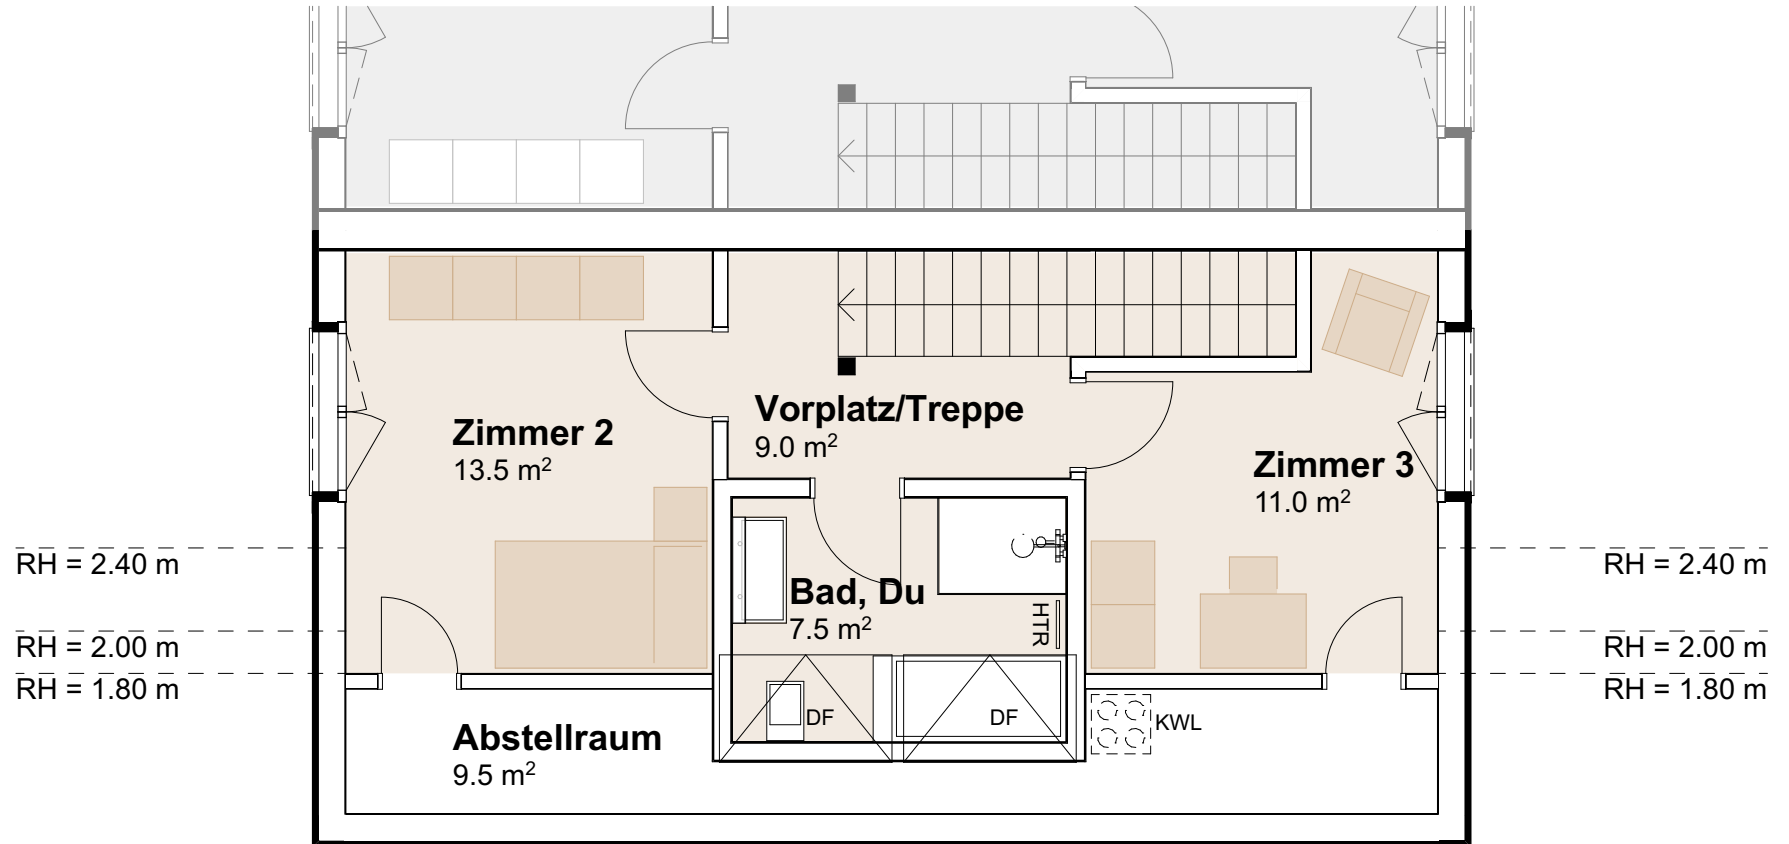 Vorplatz/Treppe
9.0 m²
Zimmer 2
13.5 m²
Zimmer 3
11.0 m²
RH = 2.40 m
RH = 2.40 m
Bad, Du
7.5 m²
HTR
RH = 2.00 m
RH = 2.00 m
RH = 1.80 m
RH = 1.80 m
DF
DF
KWL
Abstellraum
9.5 m²